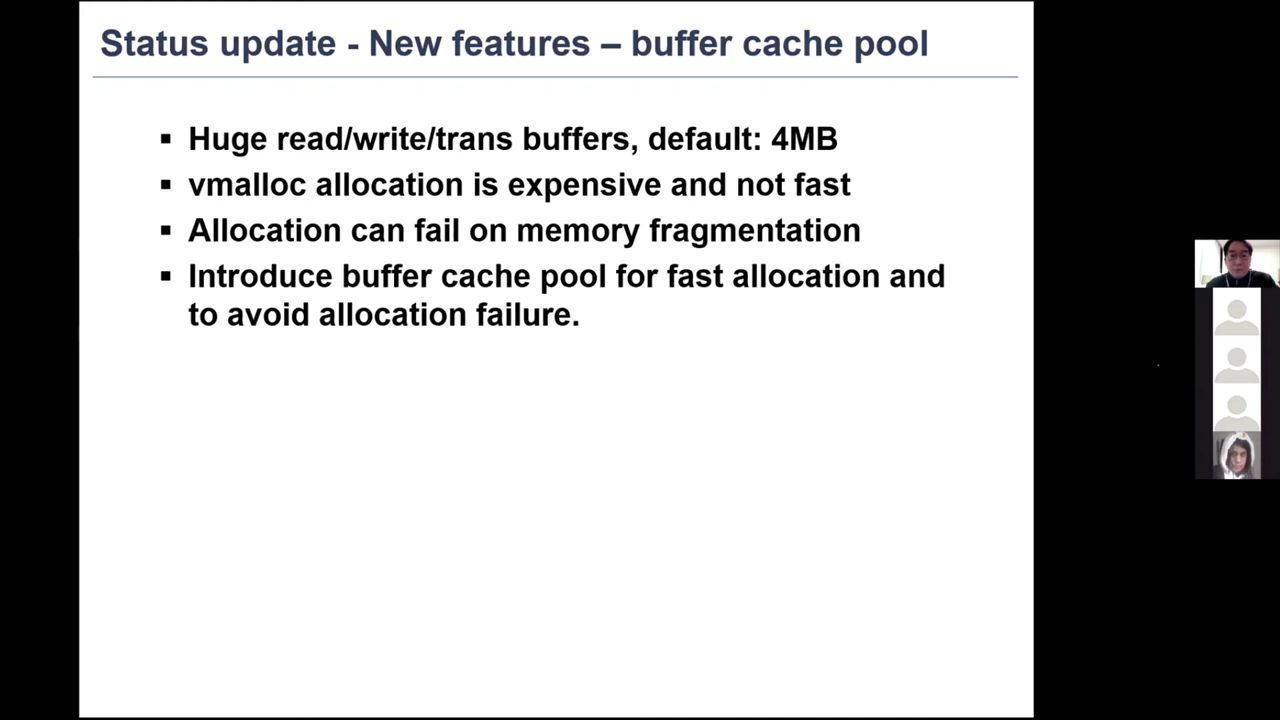 Status update - New features – buffer cache pool
▪ Huge read/write/trans buffers, default: 4MB
▪ vmalloc allocation is expensive and not fast
▪ Allocation can fail on memory fragmentation
▪ Introduce buffer cache pool for fast allocation and
to avoid allocation failure.